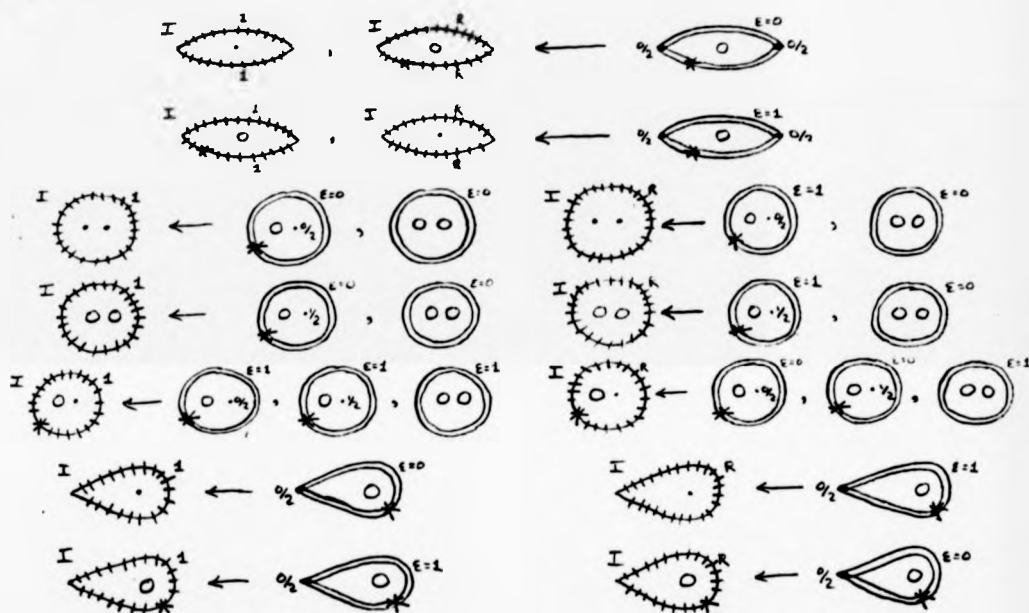 I 1 1 , I R R ← 0/2 E=0 0/2
I 1 1 , I R R ← 0/2 E=1 0/2
I 1 ← E=0 0/2 , E=0 I R ← E=1 0/2 , E=0
I 1 ← E=0 1/2 , E=0 I R ← E=1 1/2 , E=0
I 1 ← E=1 0/2 , E=1 1/2 , E=1 I R ← E=0 0/2 , E=0 1/2 , E=1
I 1 ← 0/2 E=0 I R ← 0/2 E=1
I 1 ← 0/2 E=1 I R ← 0/2 E=0